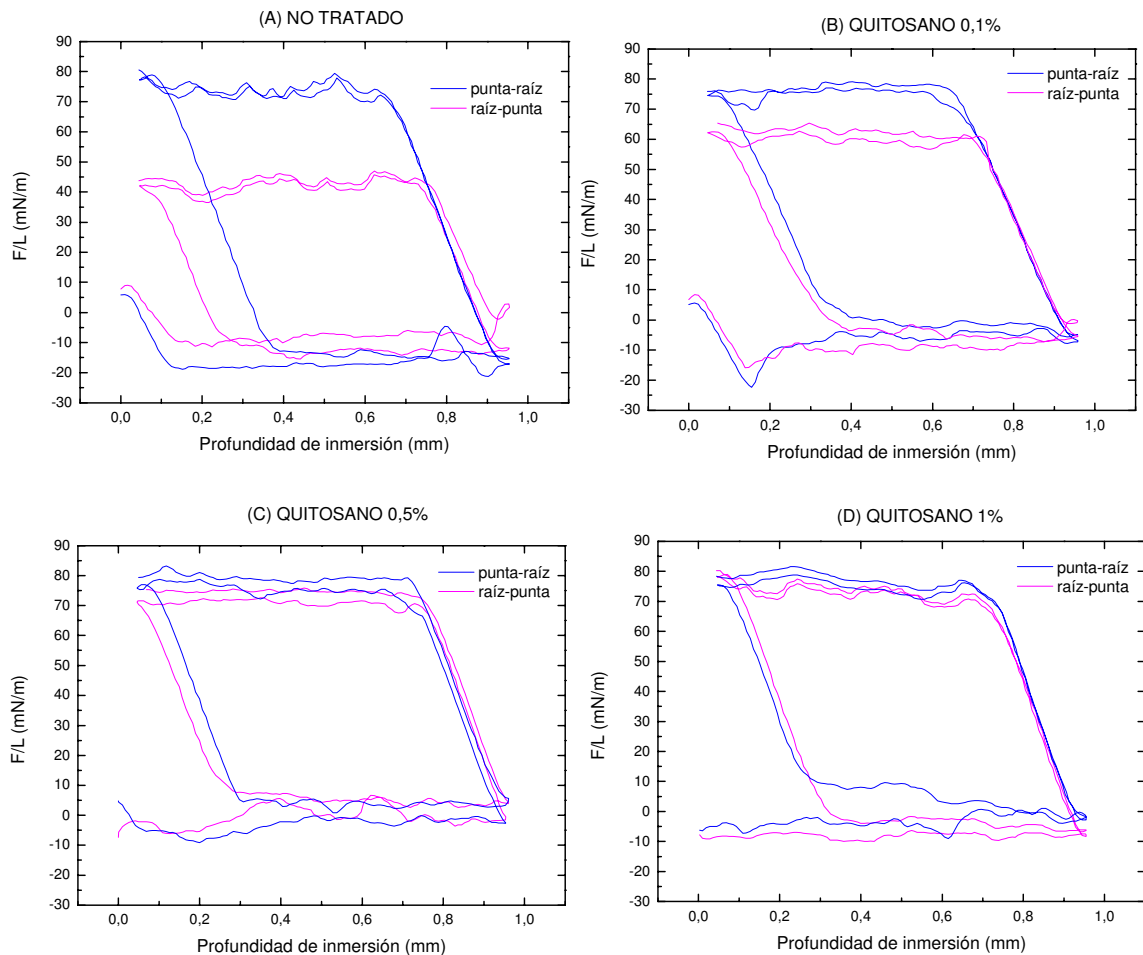 (A) NO TRATADO
90
80
70
60
50
40
30
20
10
0
-10
-20
-30
F/L (mN/m)
punta-raíz
raíz-punta
0,0 0,2 0,4 0,6 0,8 1,0
Profundidad de inmersión (mm)
(B) QUITOSANO 0,1%
90
80
70
60
50
40
30
20
10
0
-10
-20
-30
F/L (mN/m)
punta-raíz
raíz-punta
0,0 0,2 0,4 0,6 0,8 1,0
Profundidad de inmersión (mm)
(C) QUITOSANO 0,5%
90
80
70
60
50
40
30
20
10
0
-10
-20
-30
F/L (mN/m)
punta-raíz
raíz-punta
0,0 0,2 0,4 0,6 0,8 1,0
Profundidad de inmersión (mm)
(D) QUITOSANO 1%
90
80
70
60
50
40
30
20
10
0
-10
-20
-30
F/L (mN/m)
punta-raíz
raíz-punta
0,0 0,2 0,4 0,6 0,8 1,0
Profundidad de inmersión (mm)